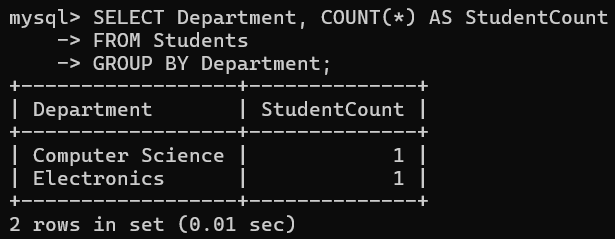 mysql> SELECT Department, COUNT(*) AS StudentCount
    -> FROM Students
    -> GROUP BY Department;
+------------------+--------------+
| Department       | StudentCount |
+------------------+--------------+
| Computer Science |            1 |
| Electronics      |            1 |
+------------------+--------------+
2 rows in set (0.01 sec)